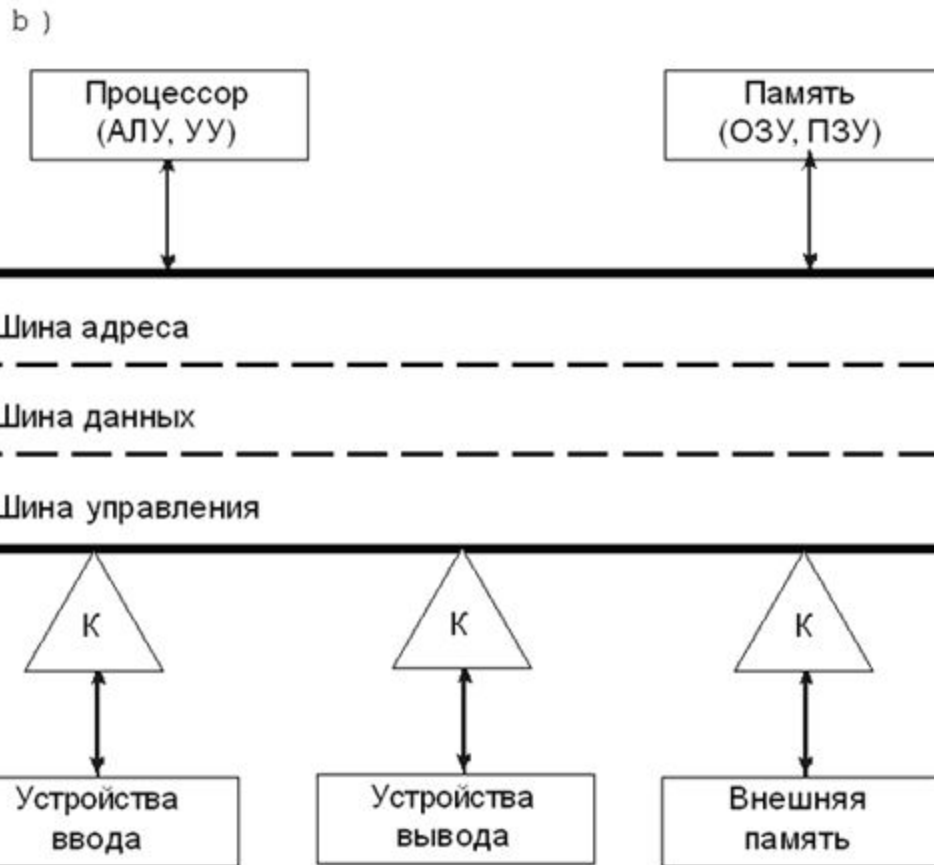 b )
Процессор
(АЛУ, УУ)
Память
(ОЗУ, ПЗУ)
Шина адреса
Шина данных
Шина управления
К
К
К
Устройства
ввода
Устройства
вывода
Внешняя
память